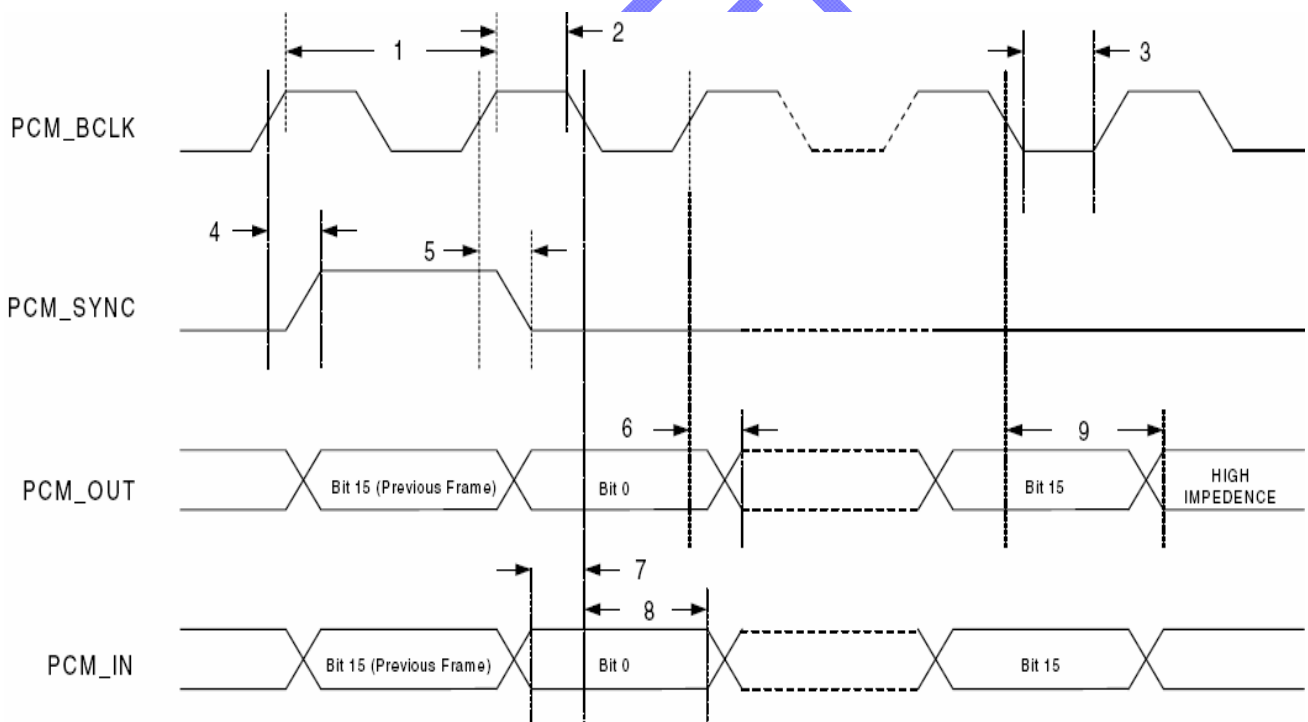 1
2
3
PCM_BCLK
4
5
PCM_SYNC
6
9
PCM_OUT
Bit 15 (Previous Frame)
Bit 0
Bit 15
HIGH
IMPEDENCE
7
8
PCM_IN
Bit 15 (Previous Frame)
Bit 0
Bit 15